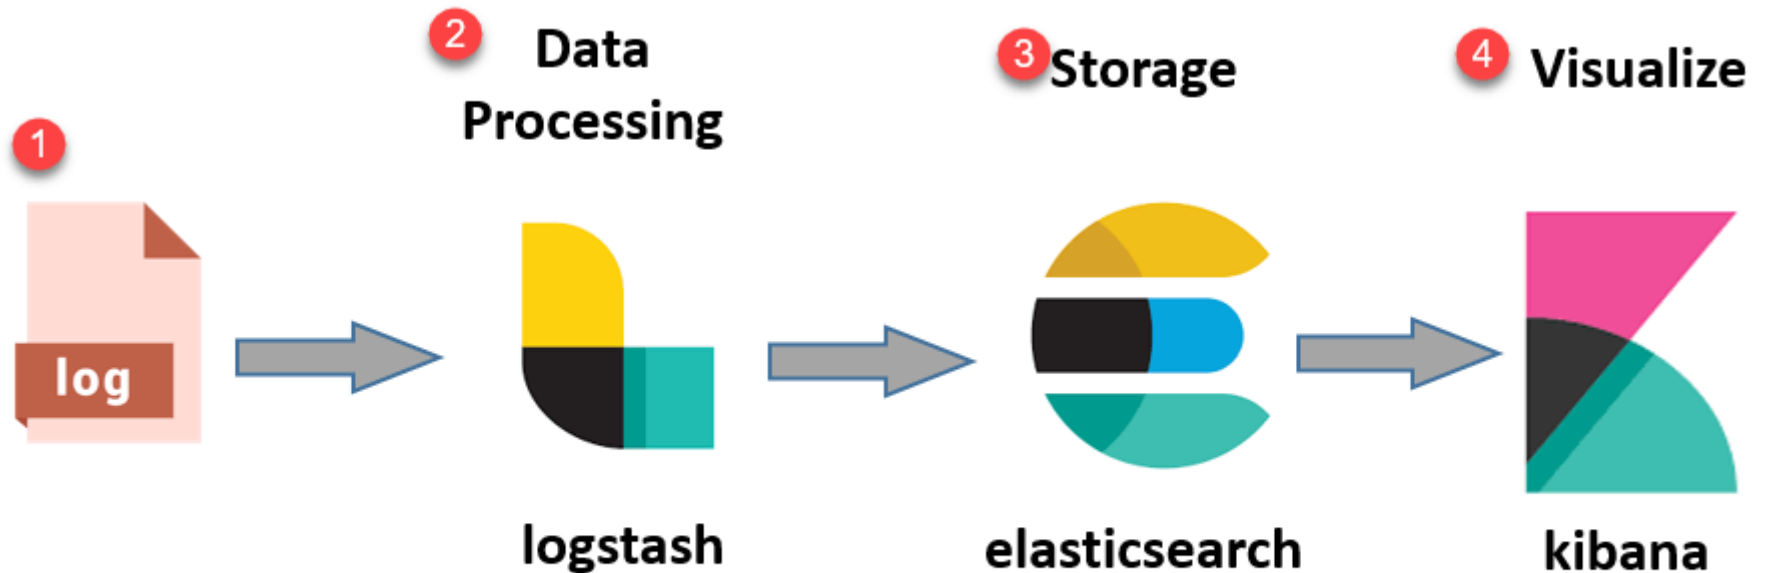 1
log
2
Data
Processing
logstash
3
Storage
elasticsearch
4
Visualize
kibana